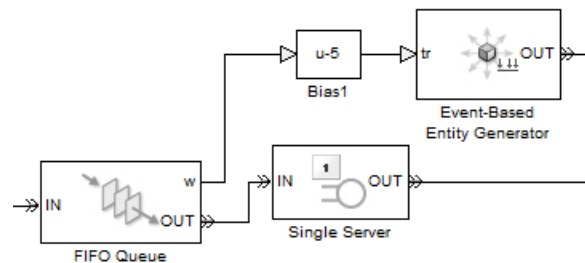 u-5
Bias1
tr
OUT
Event-Based
Entity Generator
IN
w
OUT
FIFO Queue
IN
1
OUT
Single Server